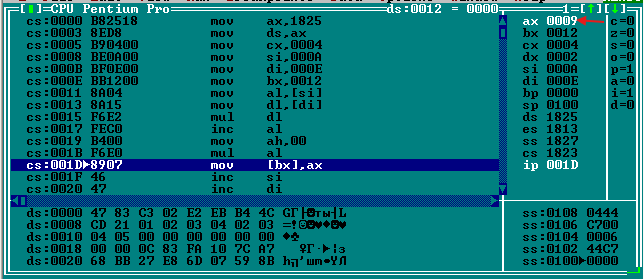 CPU Pentium Pro ds:0012 = 0000 1
cs:0000 B82518 mov ax,1825
cs:0003 8ED8 mov ds,ax
cs:0005 B90400 mov cx,0004
cs:0008 BE0A00 mov si,000A
cs:000B BF0E00 mov di,000E
cs:000E BB1200 mov bx,0012
cs:0011 8A04 mov al,[si]
cs:0013 8A15 mov dl,[di]
cs:0015 F6E2 mul dl
cs:0017 FEC0 inc al
cs:0019 B400 mov ah,00
cs:001B F6E0 mul al
cs:001D►8907 mov [bx],ax
cs:001F 46 inc si
cs:0020 47 inc di
ax 0009 c=0
bx 0012 z=0
cx 0004 s=0
dx 0002 o=0
si 000A p=1
di 000E a=0
bp 0000 i=1
sp 0100 d=0
ds 1825
es 1813
ss 1827
cs 1823
ip 001D
ds:0000 47 83 C3 02 E2 EB B4 4C
ds:0008 CD 21 01 02 03 04 02 03
ds:0010 04 05 00 00 00 00 00 00
ds:0018 00 00 0C 83 FA 10 7C A7
ds:0020 68 BB 27 E8 6D 07 59 8B
ss:0108 0444
ss:0106 C700
ss:0104 0006
ss:0102 44C7
ss:0100►0000